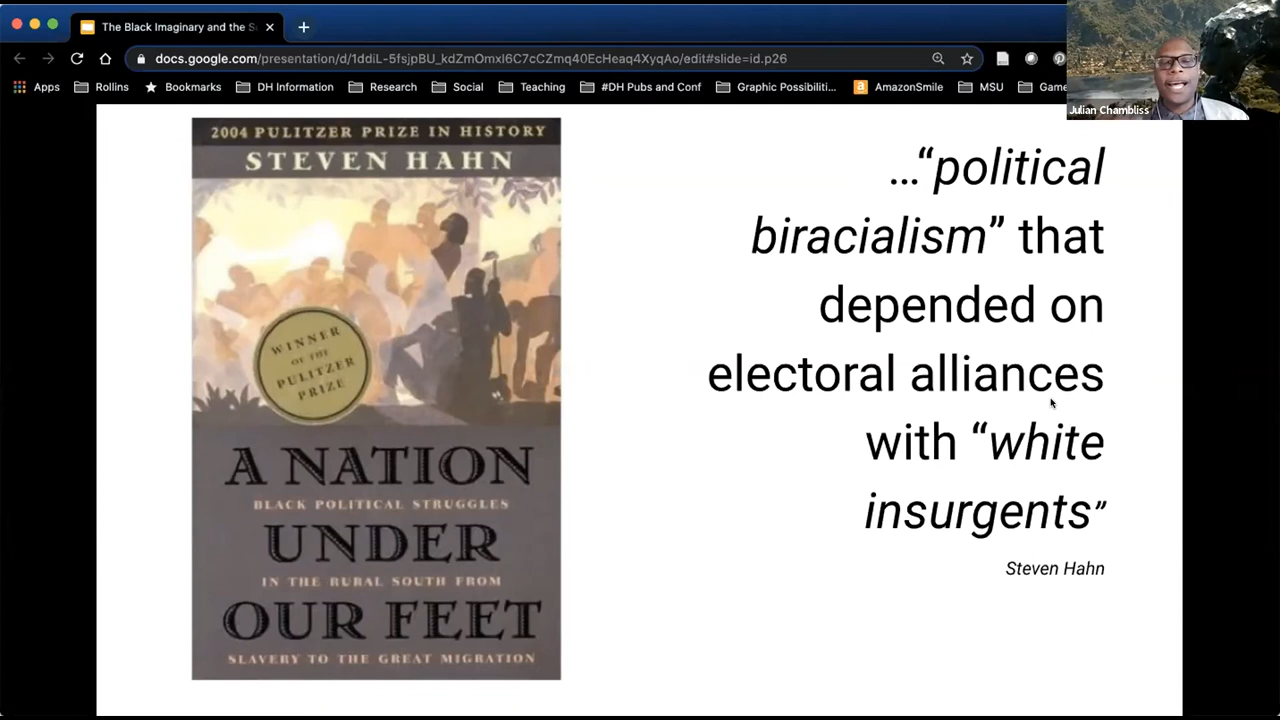 The Black Imaginary and the S
docs.google.com/presentation/d/1ddiL-5fsjpBU_kdZmOmxI6C7cCZmq40EcHeaq4XyqAo/edit#slide=id.p26
Apps Rollins Bookmarks DH Information Research Social Teaching #DH Pubs and Conf Graphic Possibiliti... AmazonSmile MSU Game
Julian Chambliss
2004 PULITZER PRIZE IN HISTORY
STEVEN HAHN
WINNER
OF THE
PULITZER
PRIZE
A NATION
BLACK POLITICAL STRUGGLES
UNDER
IN THE RURAL SOUTH FROM
OUR FEET
SLAVERY TO THE GREAT MIGRATION
…“political
biracialism” that
depended on
electoral alliances
with “white
insurgents”
Steven Hahn